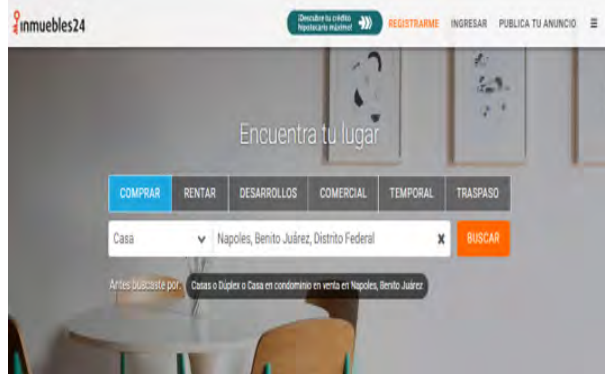 inmuebles24
¡Descubre tu crédito
hipotecario máximo!
REGISTRARME INGRESAR PUBLICA TU ANUNCIO
Encuentra tu lugar
COMPRAR RENTAR DESARROLLOS COMERCIAL TEMPORAL TRASPASO
Casa Napoles, Benito Juárez, Distrito Federal x BUSCAR
Antes buscaste por: Casas o Dúplex o Casa en condominio en venta en Napoles, Benito Juárez